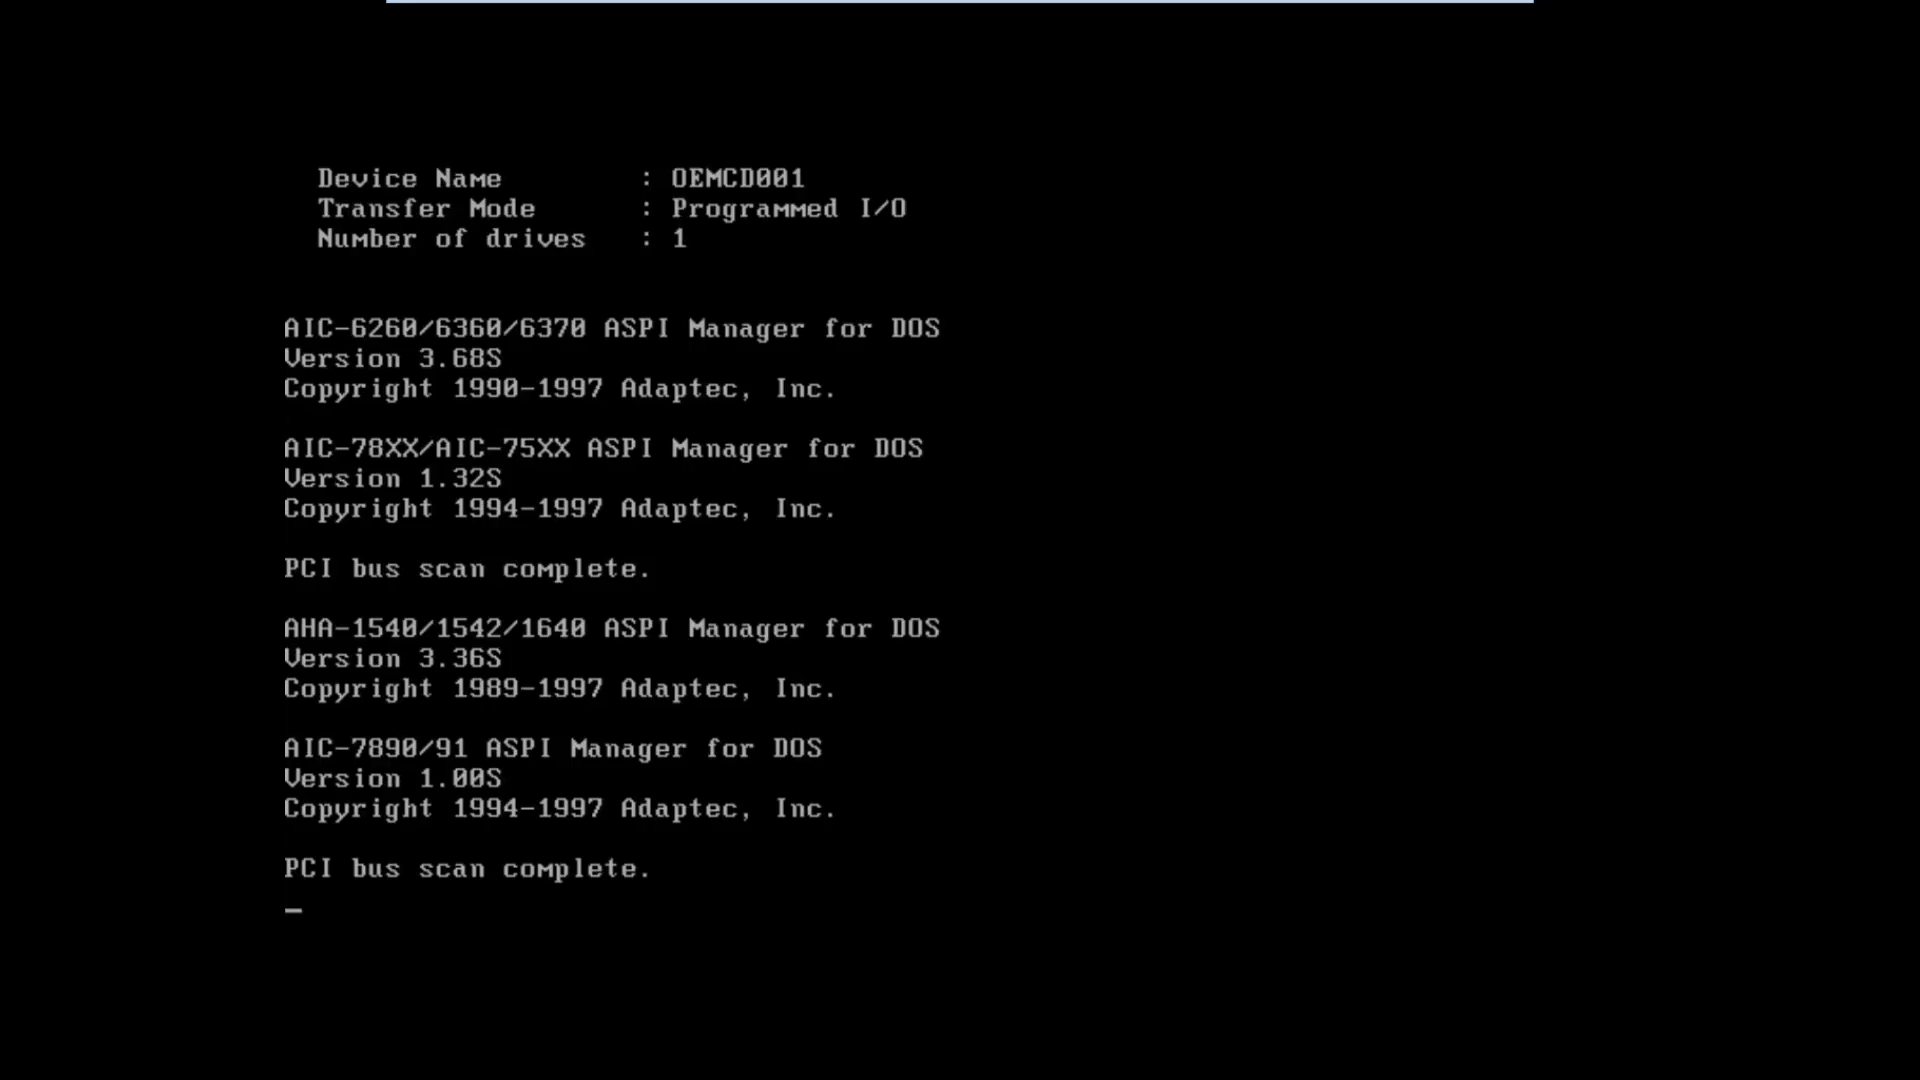 Device Name : OEMCD001
Transfer Mode : Programmed I/O
Number of drives : 1
AIC-6260/6360/6370 ASPI Manager for DOS
Version 3.68S
Copyright 1990-1997 Adaptec, Inc.
AIC-78XX/AIC-75XX ASPI Manager for DOS
Version 1.32S
Copyright 1994-1997 Adaptec, Inc.
PCI bus scan complete.
AHA-1540/1542/1640 ASPI Manager for DOS
Version 3.36S
Copyright 1989-1997 Adaptec, Inc.
AIC-7890/91 ASPI Manager for DOS
Version 1.00S
Copyright 1994-1997 Adaptec, Inc.
PCI bus scan complete.
_